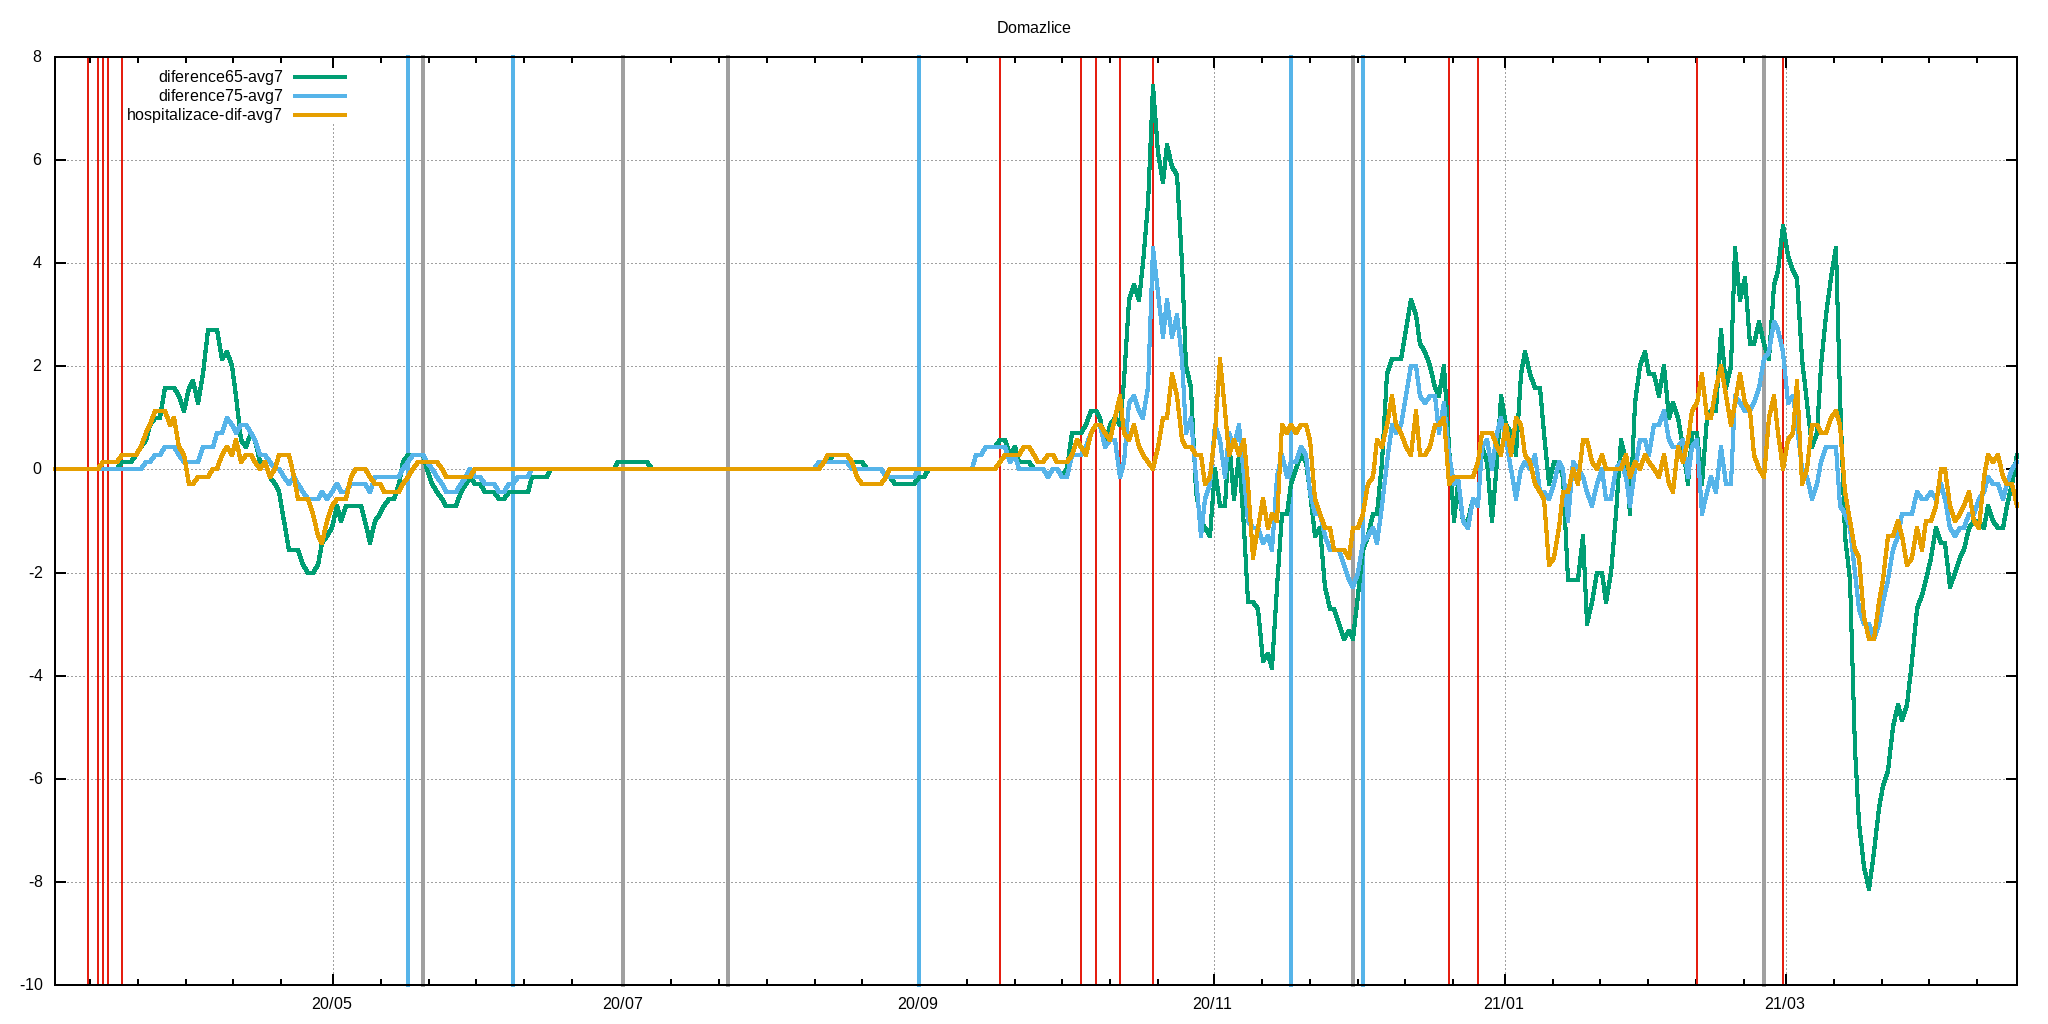 Domazlice
8
diference65-avg7
diference75-avg7
hospitalizace-dif-avg7
6
4
2
0
-2
-4
-6
-8
-10
20/05 20/07 20/09 20/11 21/01 21/03